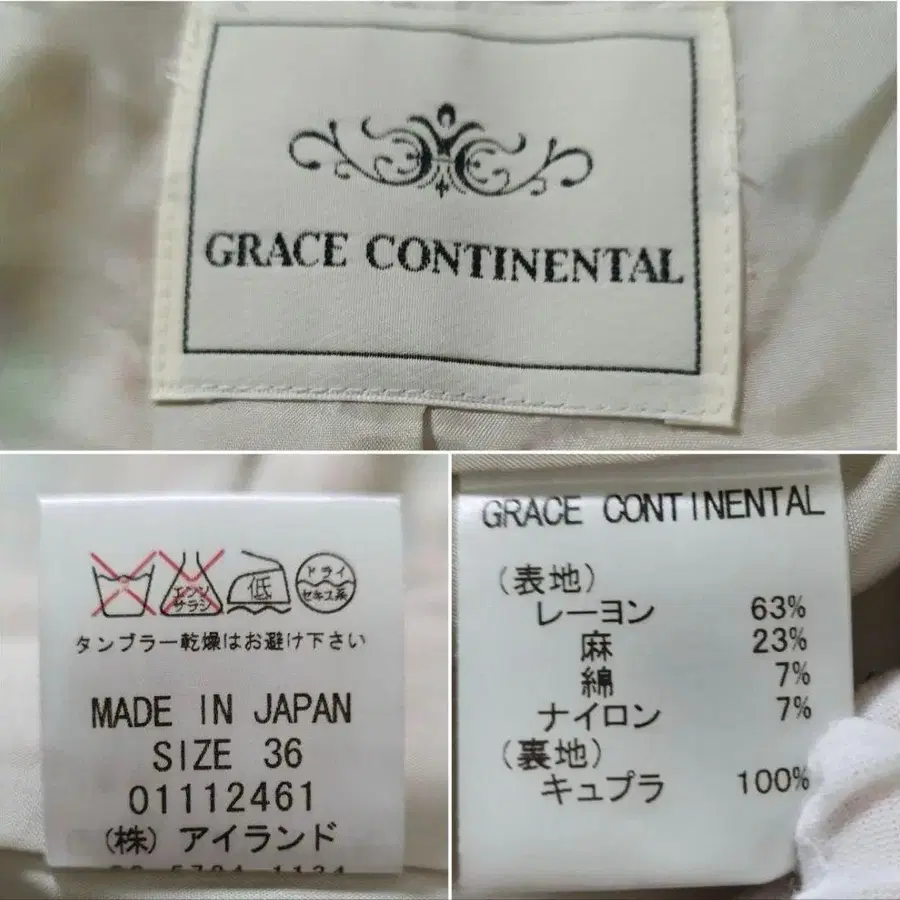 GRACE CONTINENTAL
エンソ
サラシ
低
ドライ
セキユ系
タンブラー乾燥はお避け下さい
MADE IN JAPAN
SIZE 36
01112461
(株) アイランド
GRACE CONTINENTAL
(表地)
レーヨン 63%
麻 23%
綿 7%
ナイロン 7%
(裏地)
キュプラ 100%